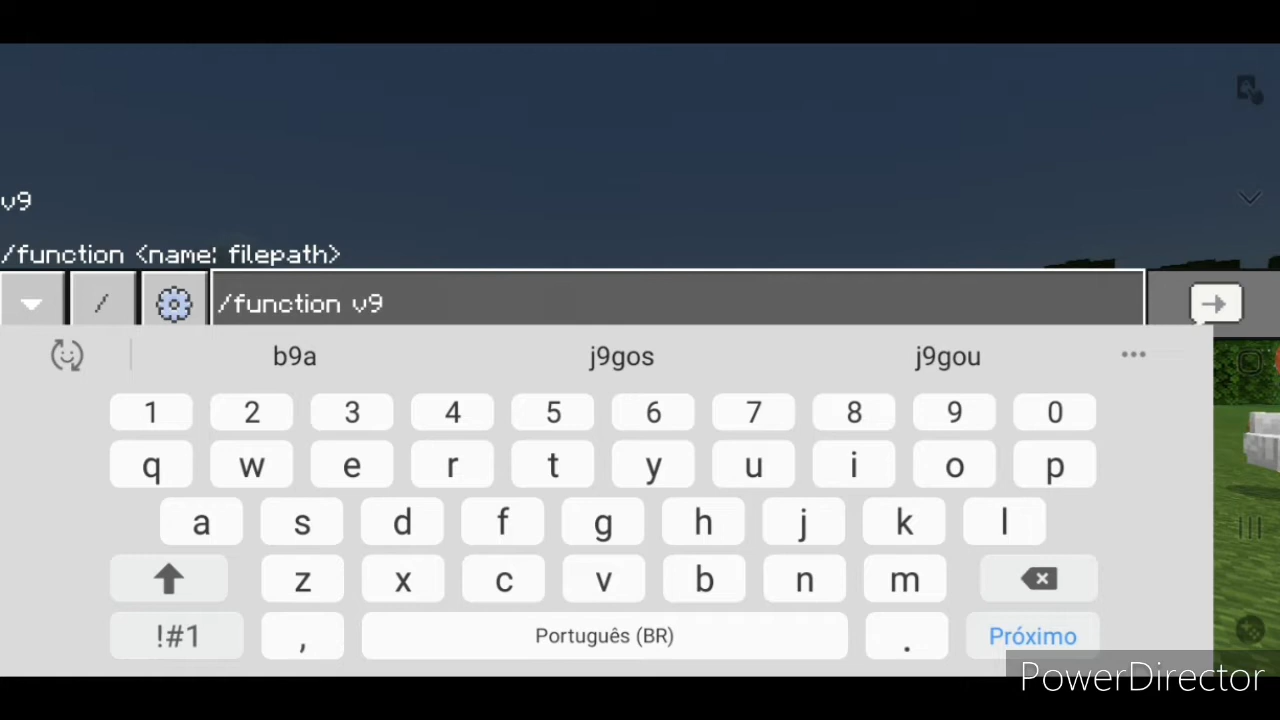 v9
/function <name: filepath>
/
/function v9
b9a j9gos j9gou ...
1 2 3 4 5 6 7 8 9 0
q w e r t y u i o p
a s d f g h j k l
z x c v b n m
!#1 , Português (BR) . Próximo
PowerDirector